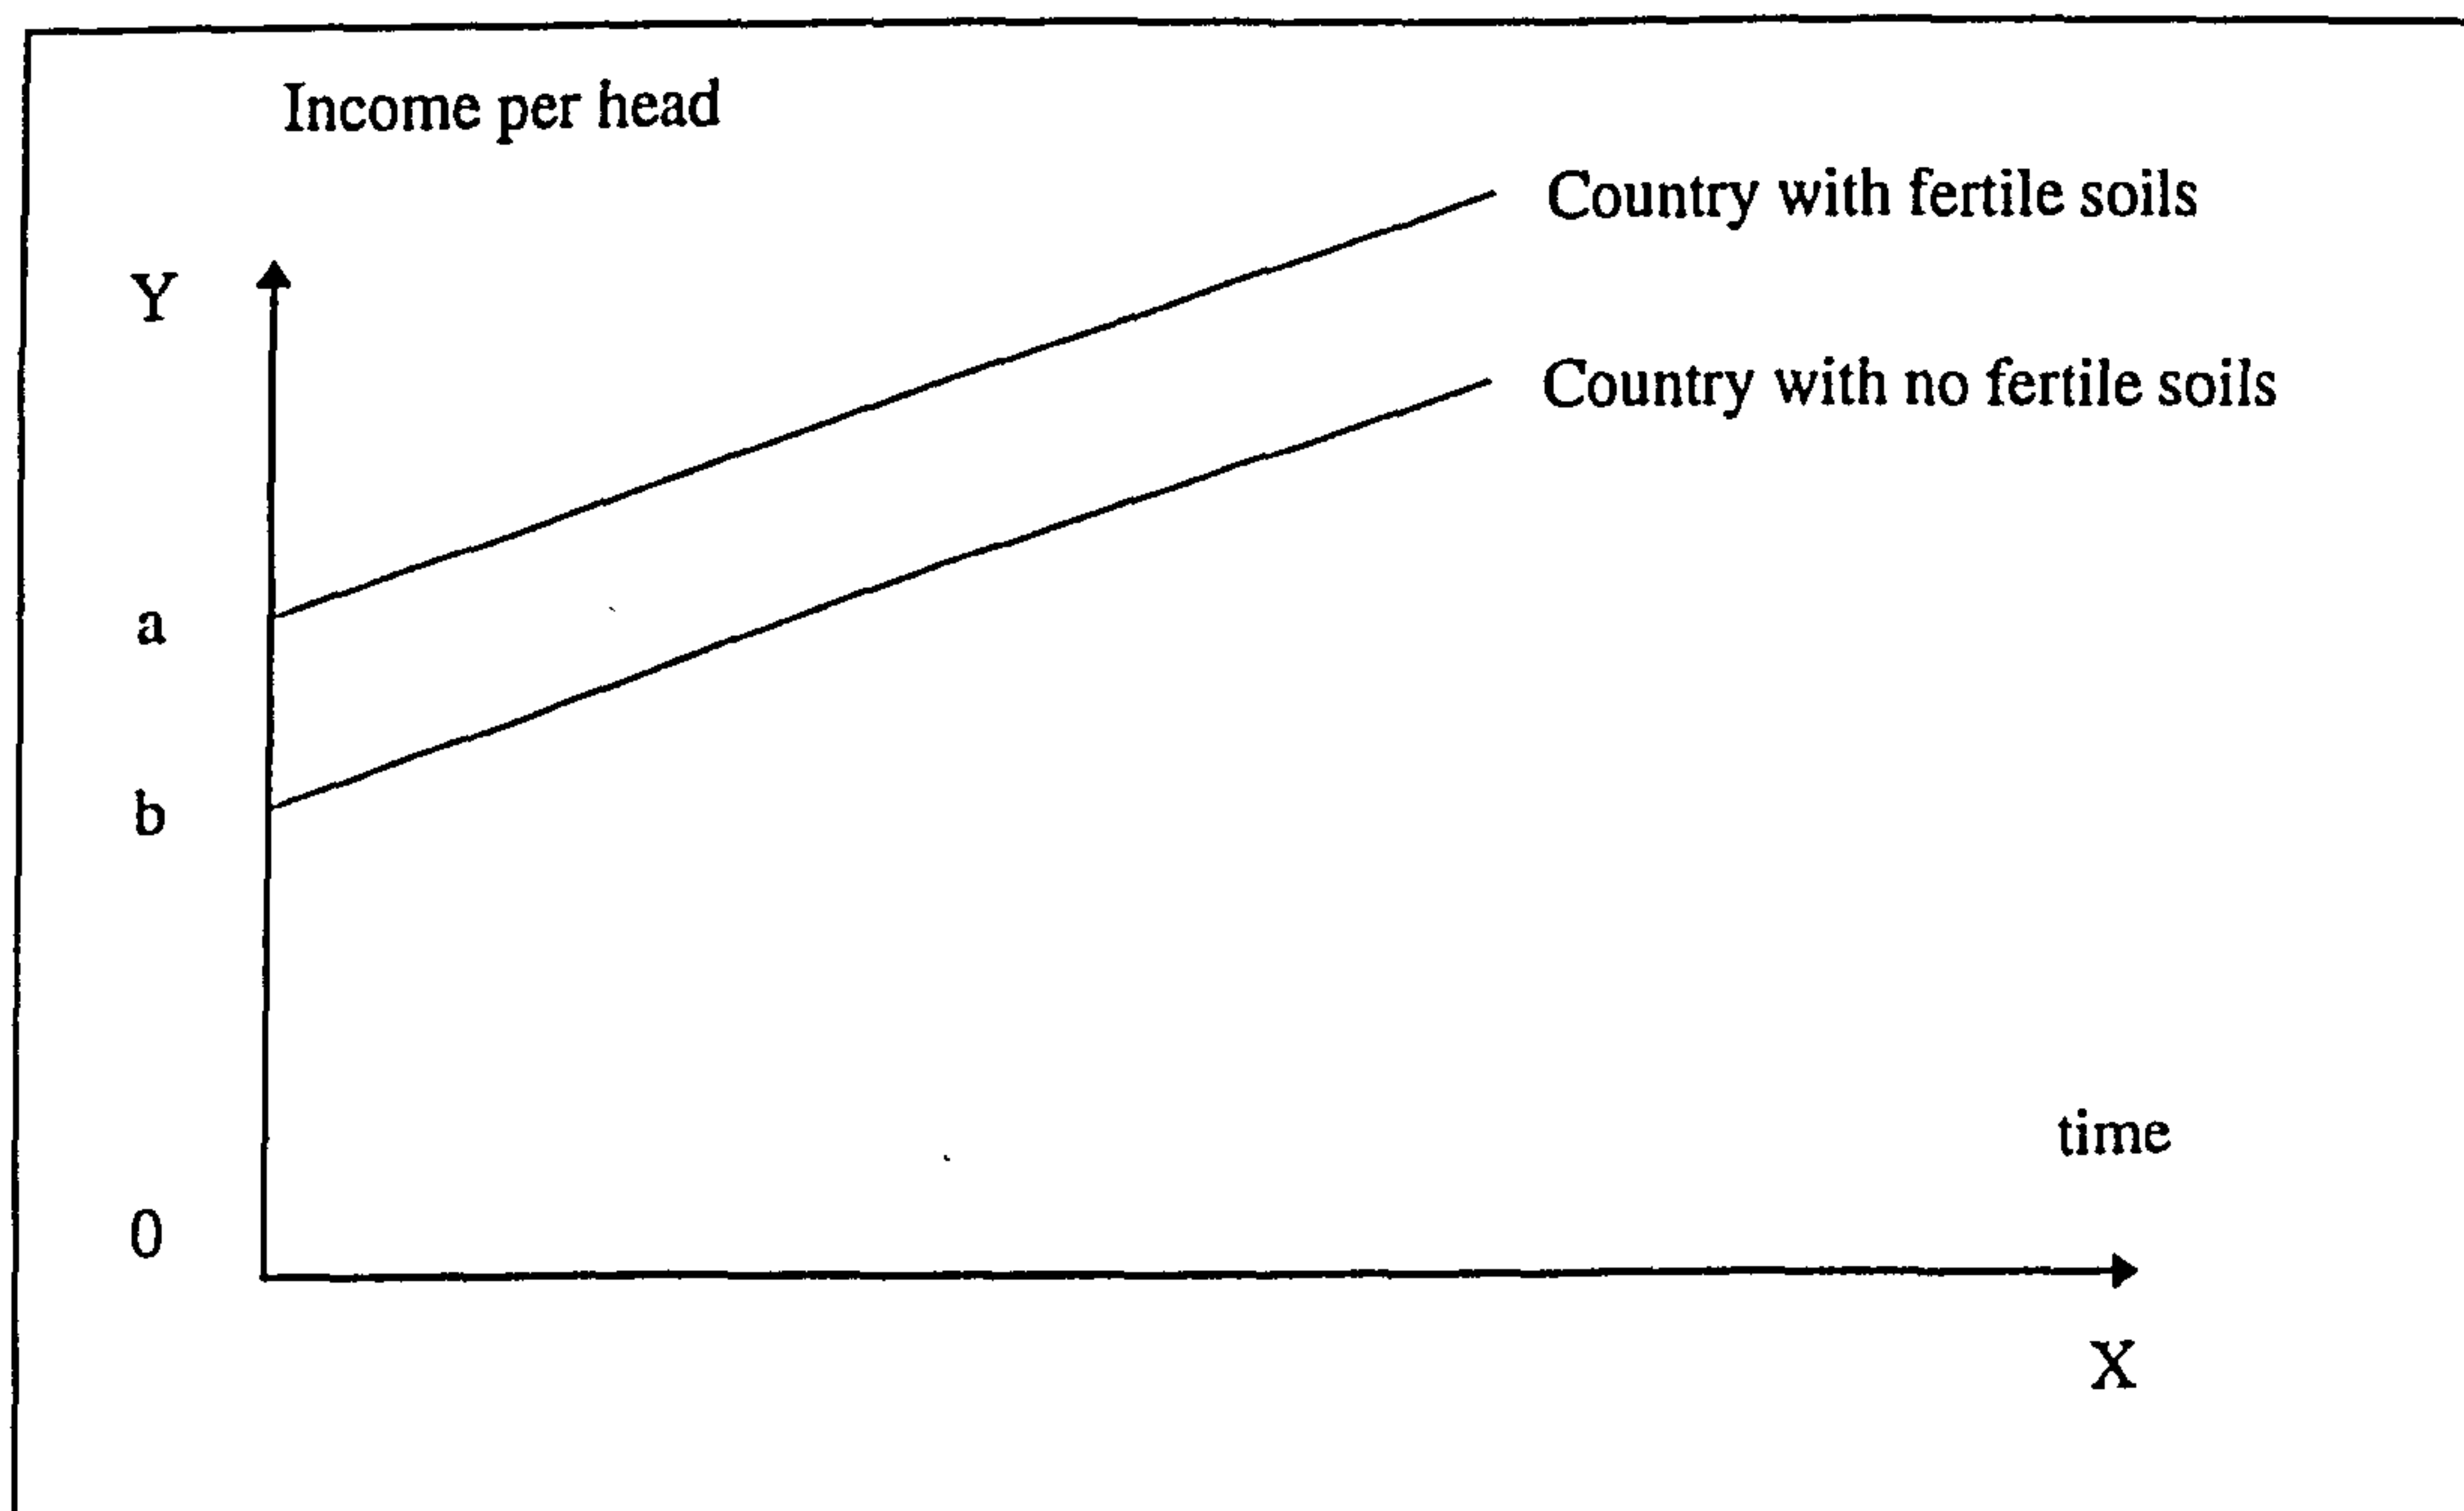 Income per head
Country with fertile soils
Y
Country with no fertile soils
a
b
time
0
X